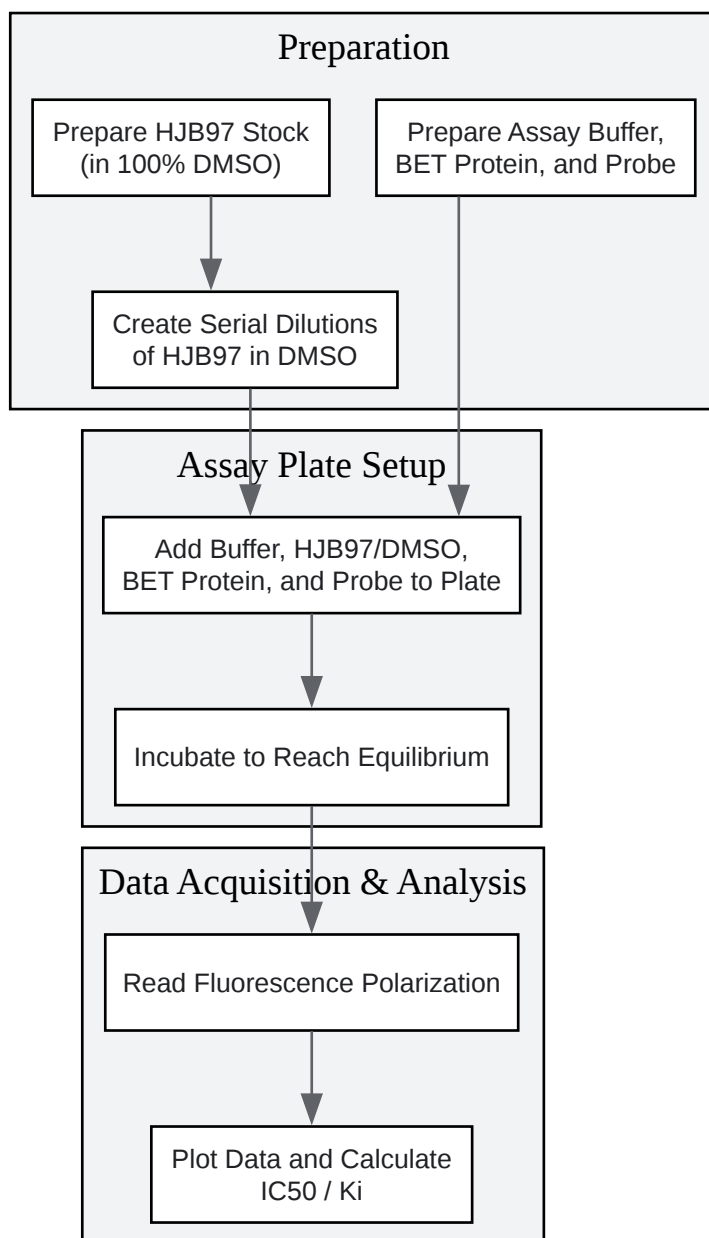 Preparation
Prepare HJB97 Stock
(in 100% DMSO)
Prepare Assay Buffer,
BET Protein, and Probe
Create Serial Dilutions
of HJB97 in DMSO
Assay Plate Setup
Add Buffer, HJB97/DMSO,
BET Protein, and Probe to Plate
Incubate to Reach Equilibrium
Data Acquisition & Analysis
Read Fluorescence Polarization
Plot Data and Calculate
IC50 / Ki